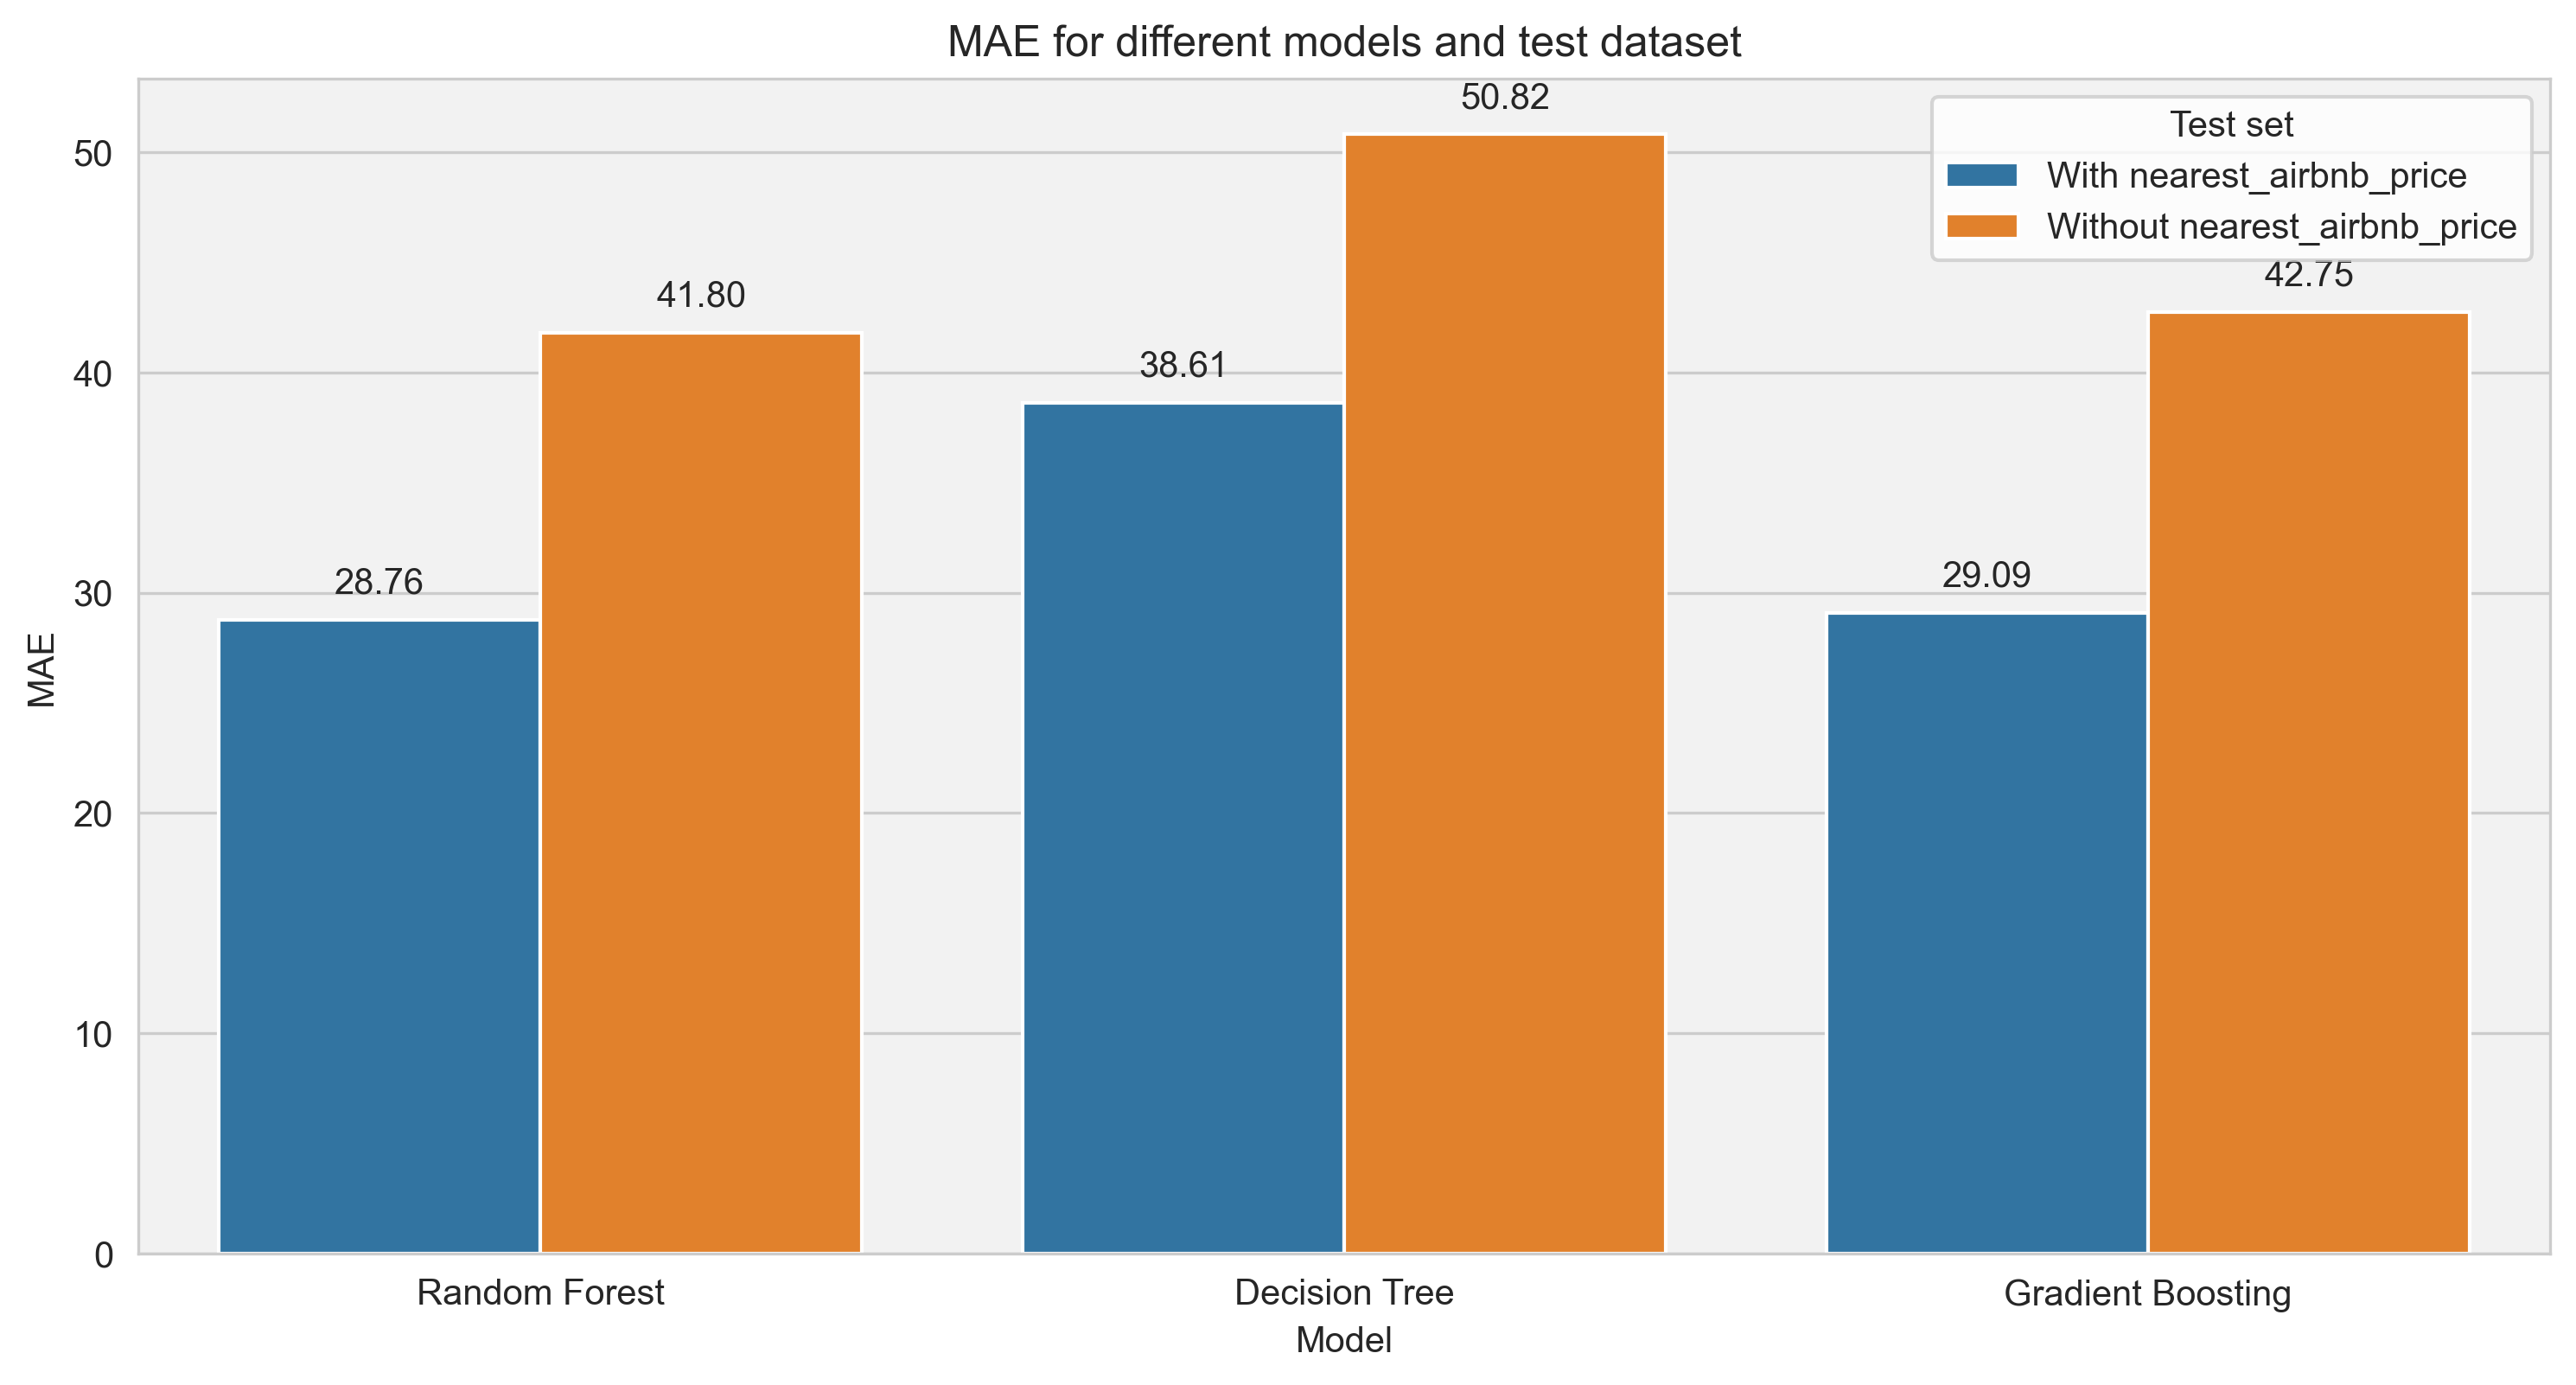 MAE for different models and test dataset
50.82
Test set
With nearest_airbnb_price
Without nearest_airbnb_price
50
42.75
41.80
40
38.61
30
28.76
29.09
20
10
0
MAE
Random Forest
Decision Tree
Gradient Boosting
Model